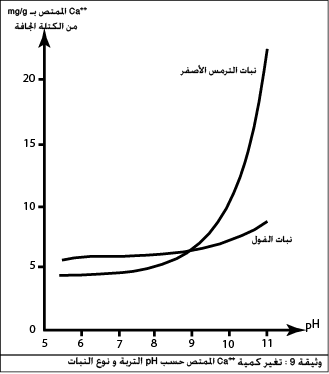 Ca⁺⁺ الممتص بـ mg/g
من الكتلة الجافة
نبات الترمس الأصفر
20
15
10
نبات الفول
5
0
pH
5 6 7 8 9 10 11
وثيقة 9 : تغير كمية Ca⁺⁺ الممتص حسب pH التربة و نوع النبات